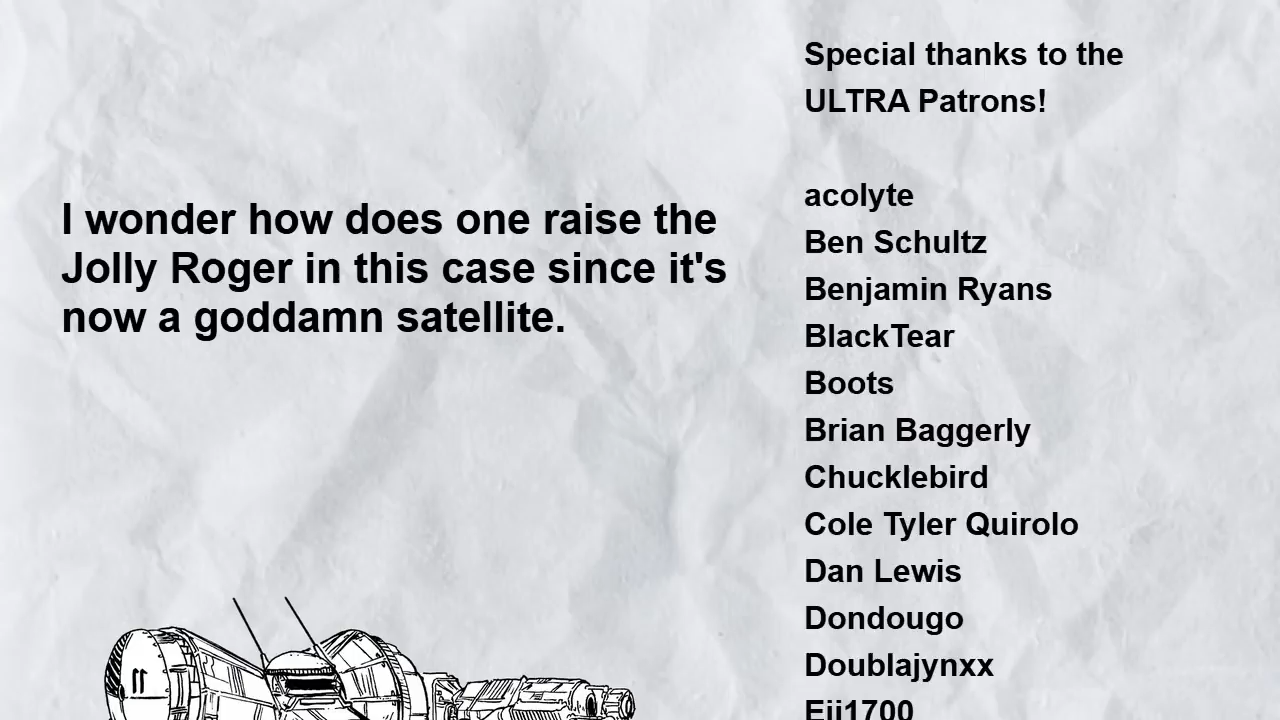 I wonder how does one raise the
Jolly Roger in this case since it's
now a goddamn satellite.
Special thanks to the
ULTRA Patrons!
acolyte
Ben Schultz
Benjamin Ryans
BlackTear
Boots
Brian Baggerly
Chucklebird
Cole Tyler Quirolo
Dan Lewis
Dondougo
Doublajynxx